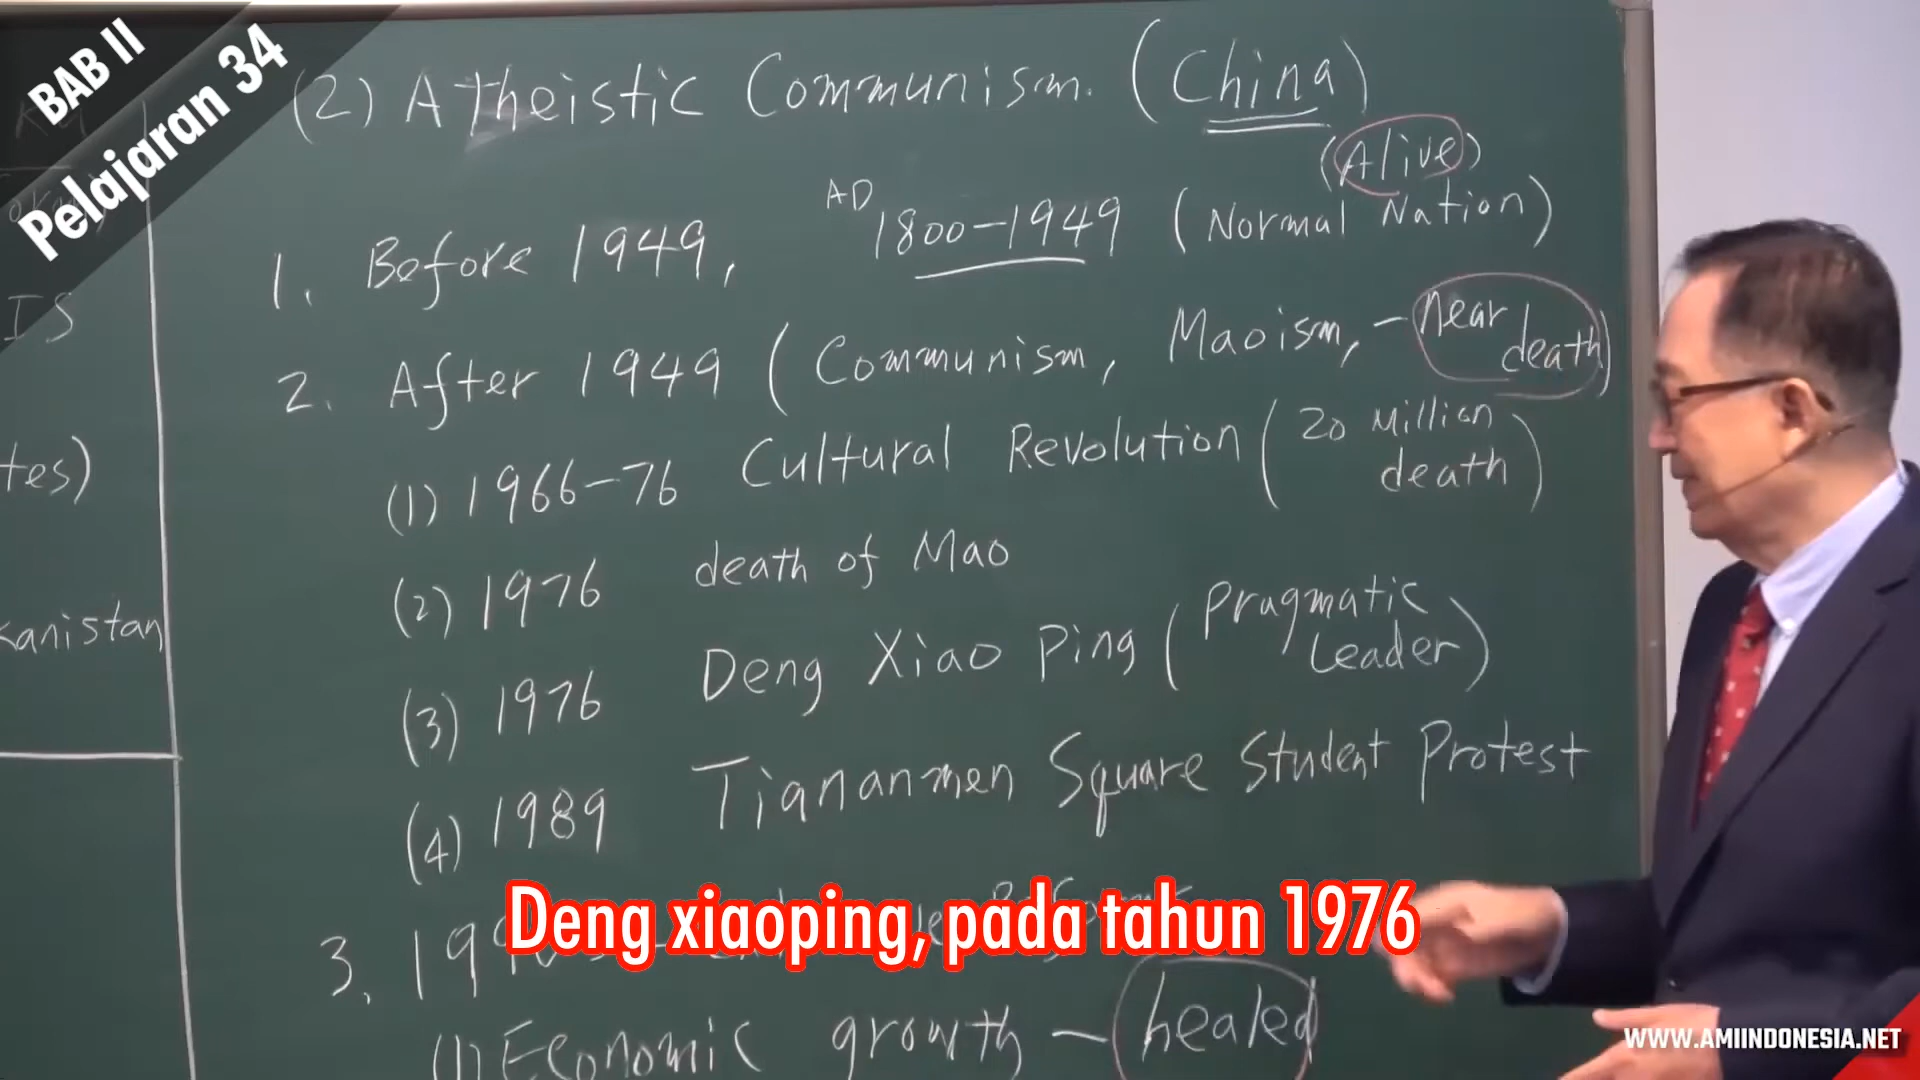 BAB II
Pelajaran 34
(2) Atheistic Communism. (China)
(Alive)
1. Before 1949, AD 1800-1949 (Normal Nation)
2. After 1949 (Communism, Maoism, - near death)
(1) 1966-76 Cultural Revolution (20 Million death)
(2) 1976 death of Mao
(3) 1976 Deng Xiao Ping (Pragmatic Leader)
(4) 1989 Tiananmen Square Student Protest
3. 19
(1) Economic growth - healed
IS
tes)
kanistan
Deng xiaoping, pada tahun 1976
WWW.AMIINDONESIA.NET